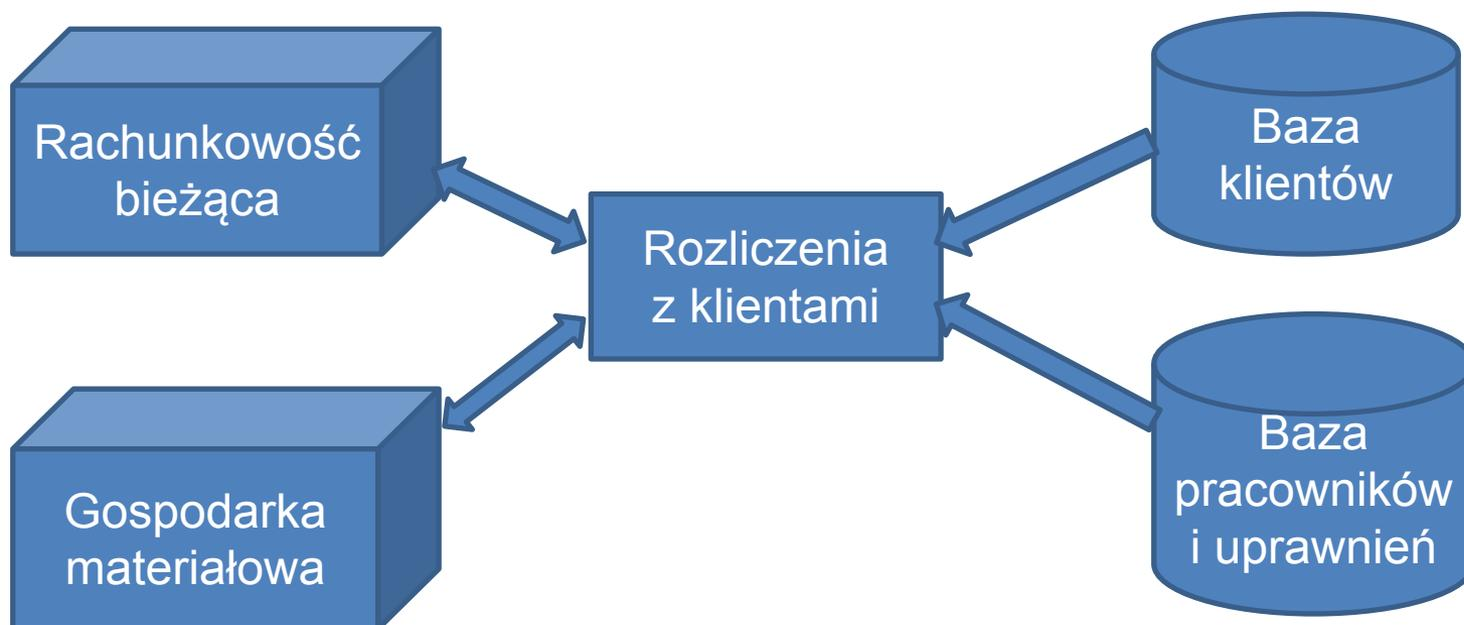 Rachunkowość
bieżąca
Baza
klientów
Rozliczenia
z klientami
Gospodarka
materiałowa
Baza
pracowników
i uprawnień